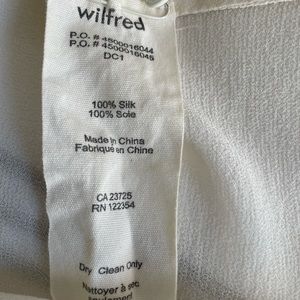 wilfred
P.O. # 4500016044
P.O. # 4500016045
DC1
100% Silk
100% Soie
Made in China
Fabriqué en Chine
CA 23725
RN 122354
Dry Clean Only
Nettoyer à sec
seulement